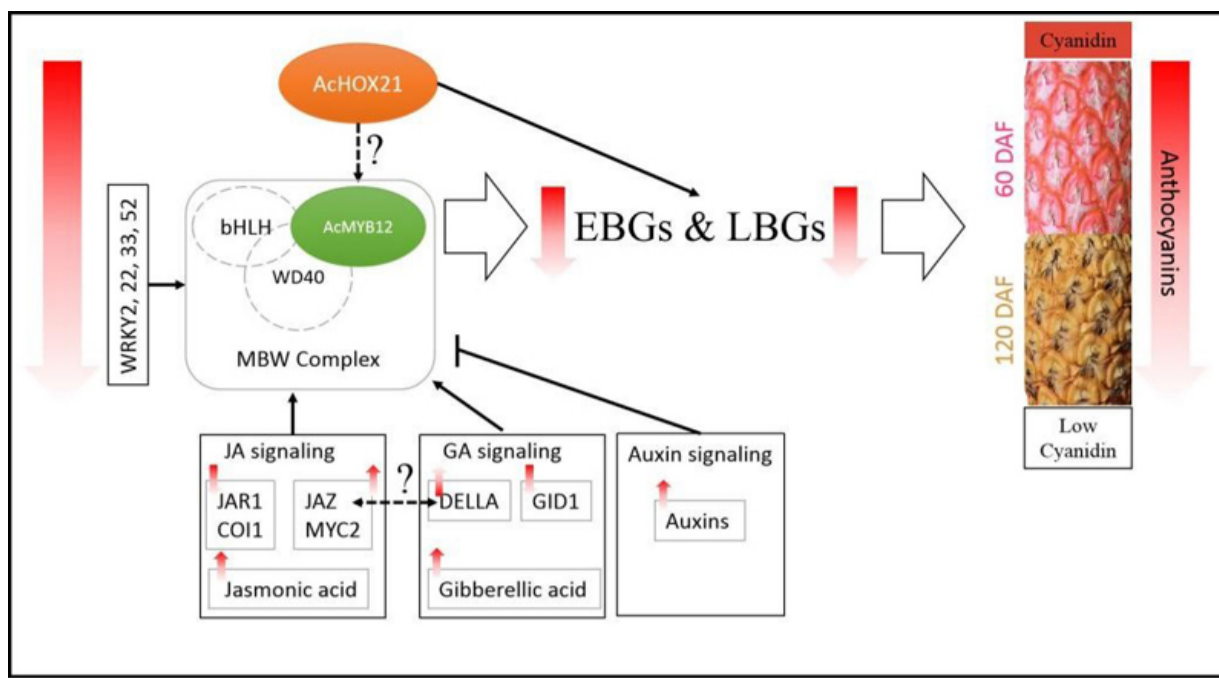 AcHOX21
?
WRKY2, 22, 33, 52
bHLH
AcMYB12
WD40
MBW Complex
EBGs & LBGs
Cyanidin
60 DAF
120 DAF
Anthocyanins
Low
Cyanidin
JA signaling
JAR1
COI1
JAZ
MYC2
Jasmonic acid
?
GA signaling
DELLA
GID1
Gibberellic acid
Auxin signaling
Auxins